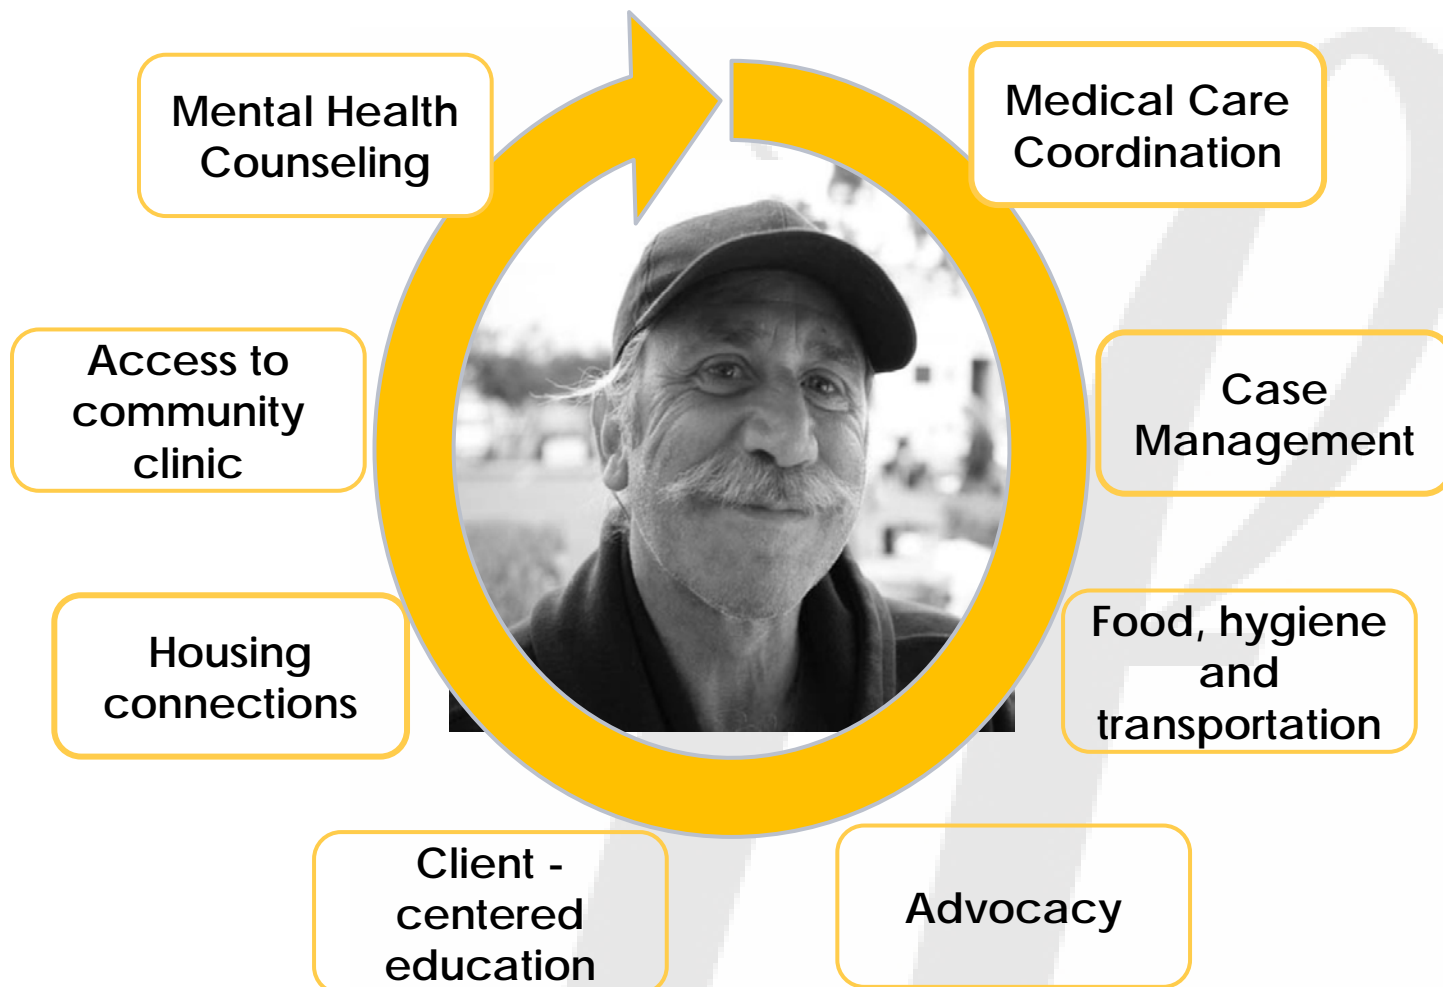 Mental Health
Counseling
Medical Care
Coordination
Access to
community
clinic
Case
Management
Housing
connections
Food, hygiene
and
transportation
Client -
centered
education
Advocacy